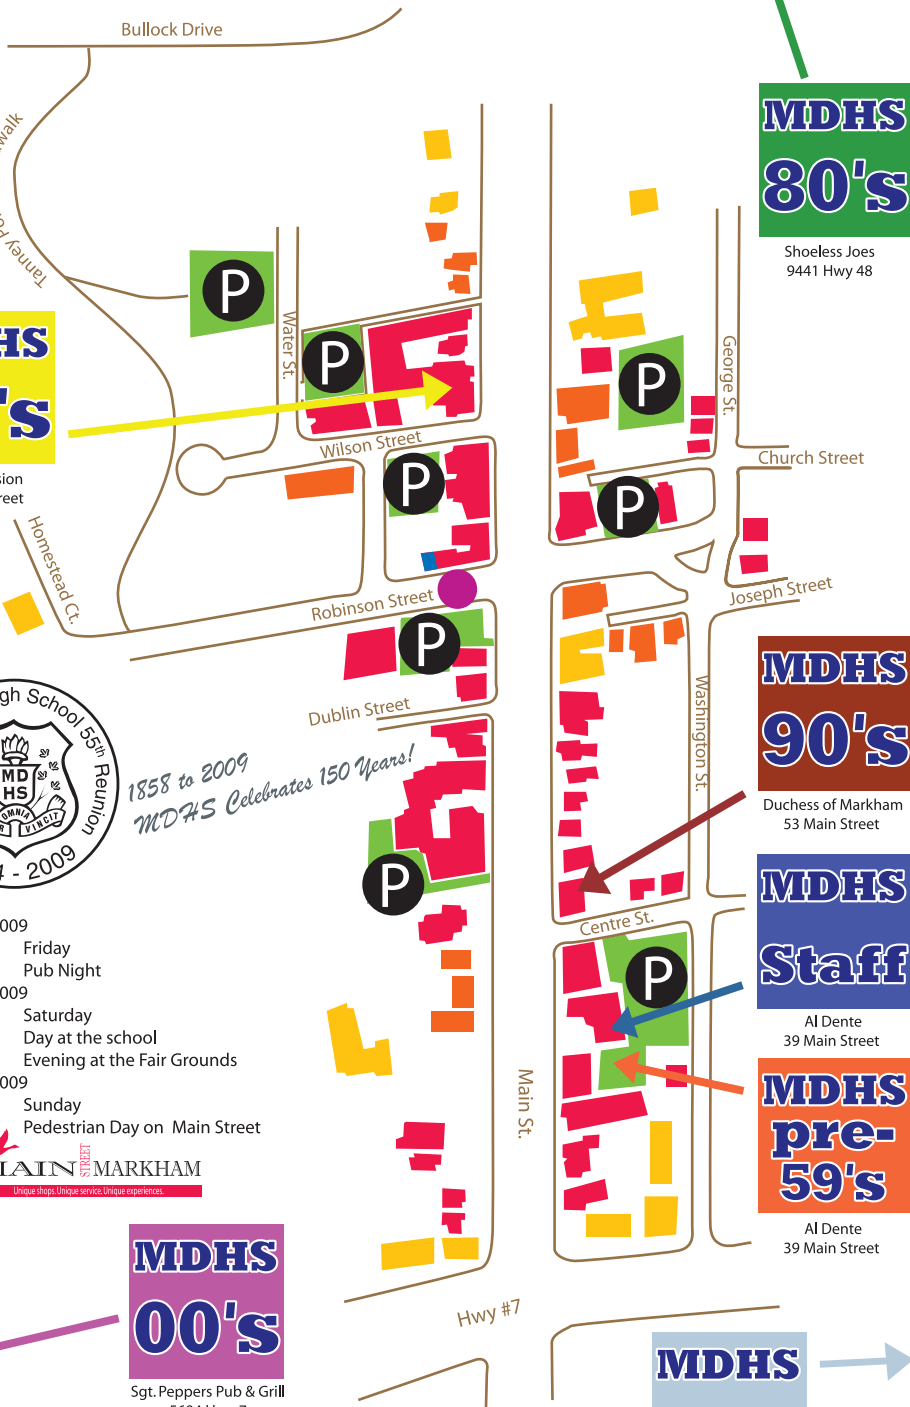 Bullock Drive
MDHS
80's
Shoeless Joes
9441 Hwy 48
walk
Tanney
P
Water St.
P
George St.
P
HS
's
Wilson Street
Church Street
P
P
sion
reet
Homestead Ct.
Robinson Street
Joseph Street
P
MDHS
90's
Duchess of Markham
53 Main Street
Washington St.
Dublin Street
gh School 55th Reunion
MD
HS
OMNIA
VINCIT
4 - 2009
1858 to 2009
MDHS Celebrates 150 Years!
P
MDHS
Staff
Al Dente
39 Main Street
Centre St.
P
009
Friday
Pub Night
009
Saturday
Day at the school
Evening at the Fair Grounds
009
Sunday
Pedestrian Day on Main Street
Main St.
MDHS
pre-
59's
Al Dente
39 Main Street
MAIN STREET MARKHAM
Unique shops. Unique service. Unique experiences.
MDHS
00's
Sgt. Peppers Pub & Grill
Hwy #7
MDHS